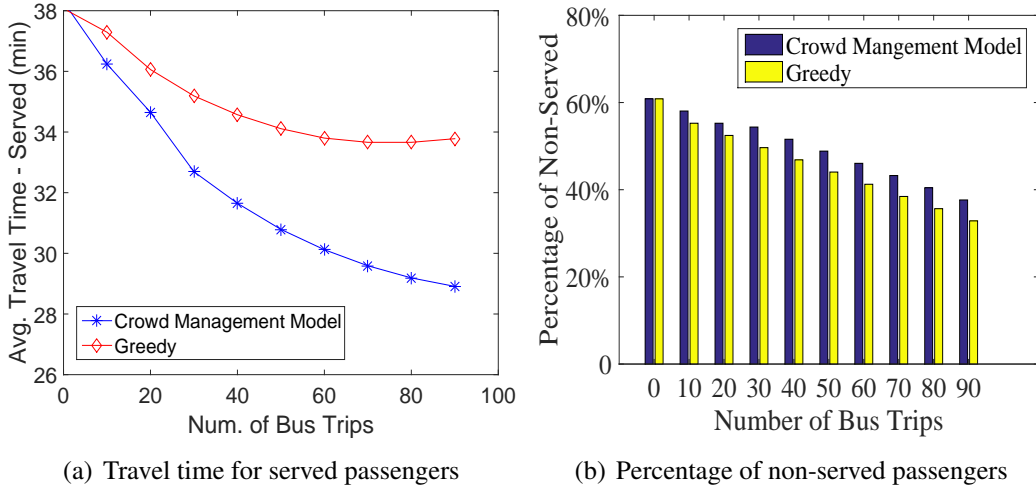 38
36
34
32
30
28
26
Avg. Travel Time - Served (min)
Crowd Management Model
Greedy
0 20 40 60 80 100
Num. of Bus Trips
(a) Travel time for served passengers
80%
60%
40%
20%
0
Percentage of Non-Served
Crowd Mangement Model
Greedy
0 10 20 30 40 50 60 70 80 90
Number of Bus Trips
(b) Percentage of non-served passengers